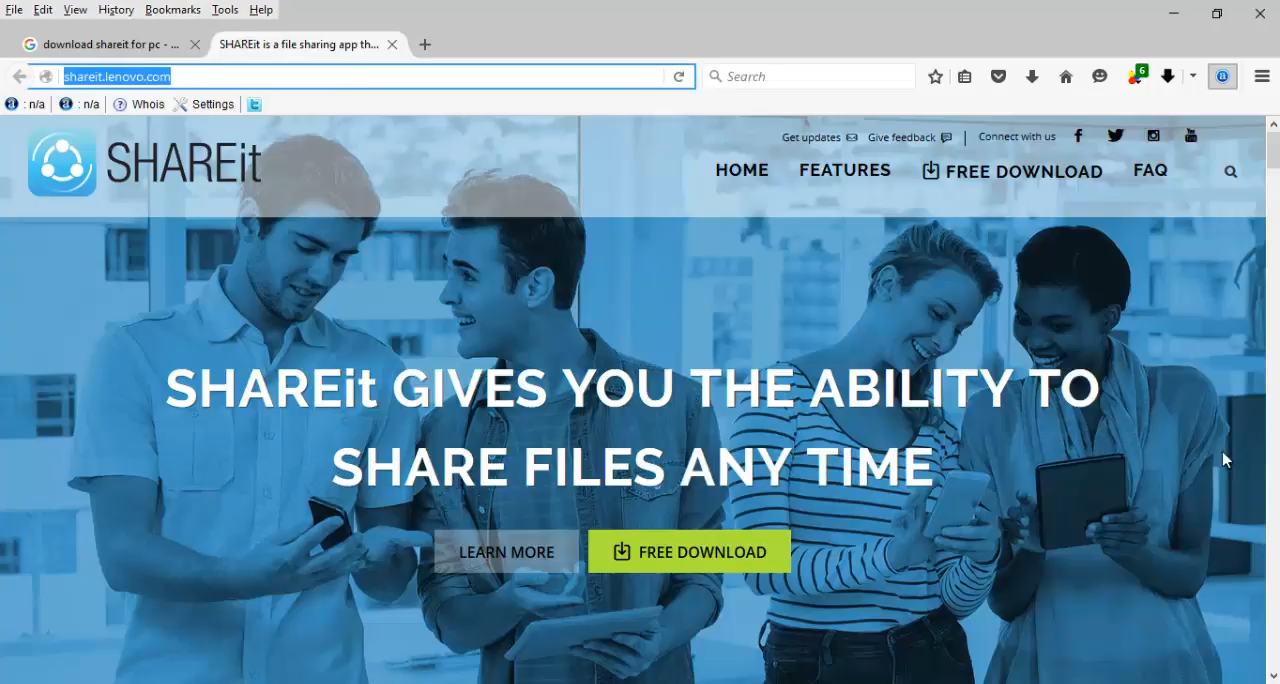 File Edit View History Bookmarks Tools Help
download shareit for pc - ... SHAREit is a file sharing app th...
shareit.lenovo.com Search 6
: n/a : n/a Whois Settings
Get updates Give feedback Connect with us
SHAREit HOME FEATURES FREE DOWNLOAD FAQ
SHAREit GIVES YOU THE ABILITY TO
SHARE FILES ANY TIME
LEARN MORE FREE DOWNLOAD